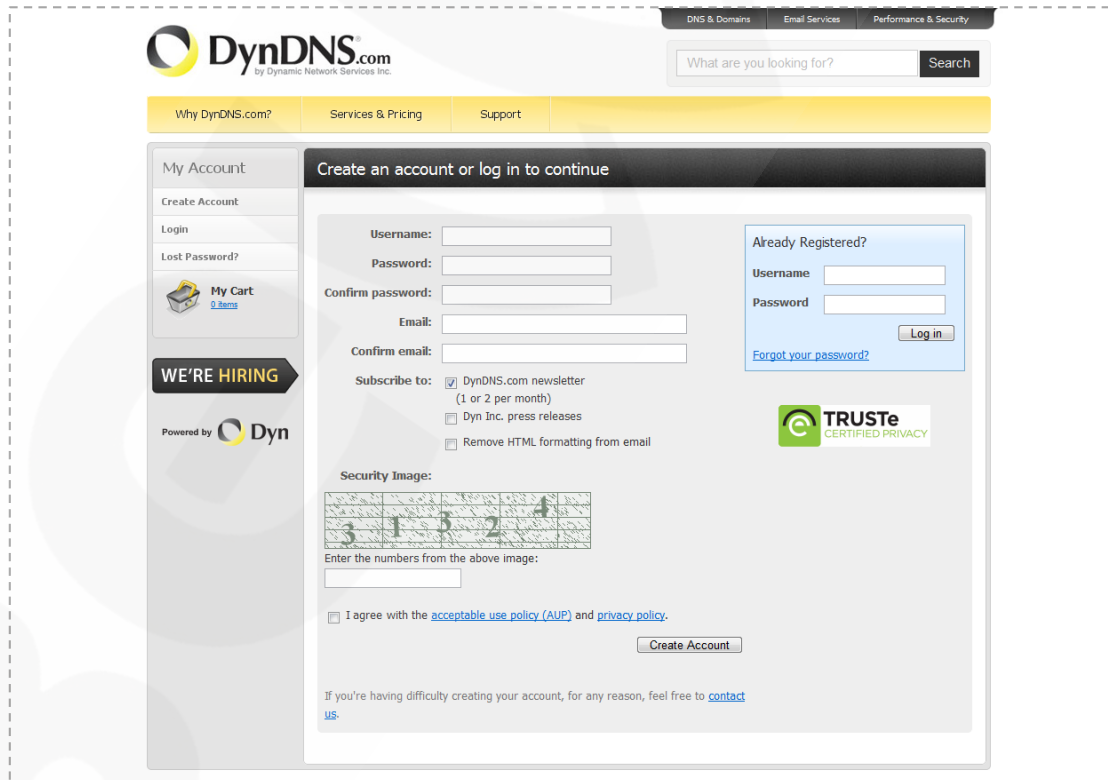 DNS & Domains Email Services Performance & Security
DynDNS.com
by Dynamic Network Services Inc.
What are you looking for? Search
Why DynDNS.com? Services & Pricing Support
My Account
Create Account
Login
Lost Password?
My Cart
0 items
WE'RE HIRING
Powered by Dyn
Create an account or log in to continue
Username:
Password:
Confirm password:
Email:
Confirm email:
Subscribe to: DynDNS.com newsletter
(1 or 2 per month)
Dyn Inc. press releases
Remove HTML formatting from email
Security Image:
3 1 3 2 4
Enter the numbers from the above image:
I agree with the acceptable use policy (AUP) and privacy policy.
Create Account
If you're having difficulty creating your account, for any reason, feel free to contact
us.
Already Registered?
Username
Password
Log in
Forgot your password?
TRUSTe
CERTIFIED PRIVACY